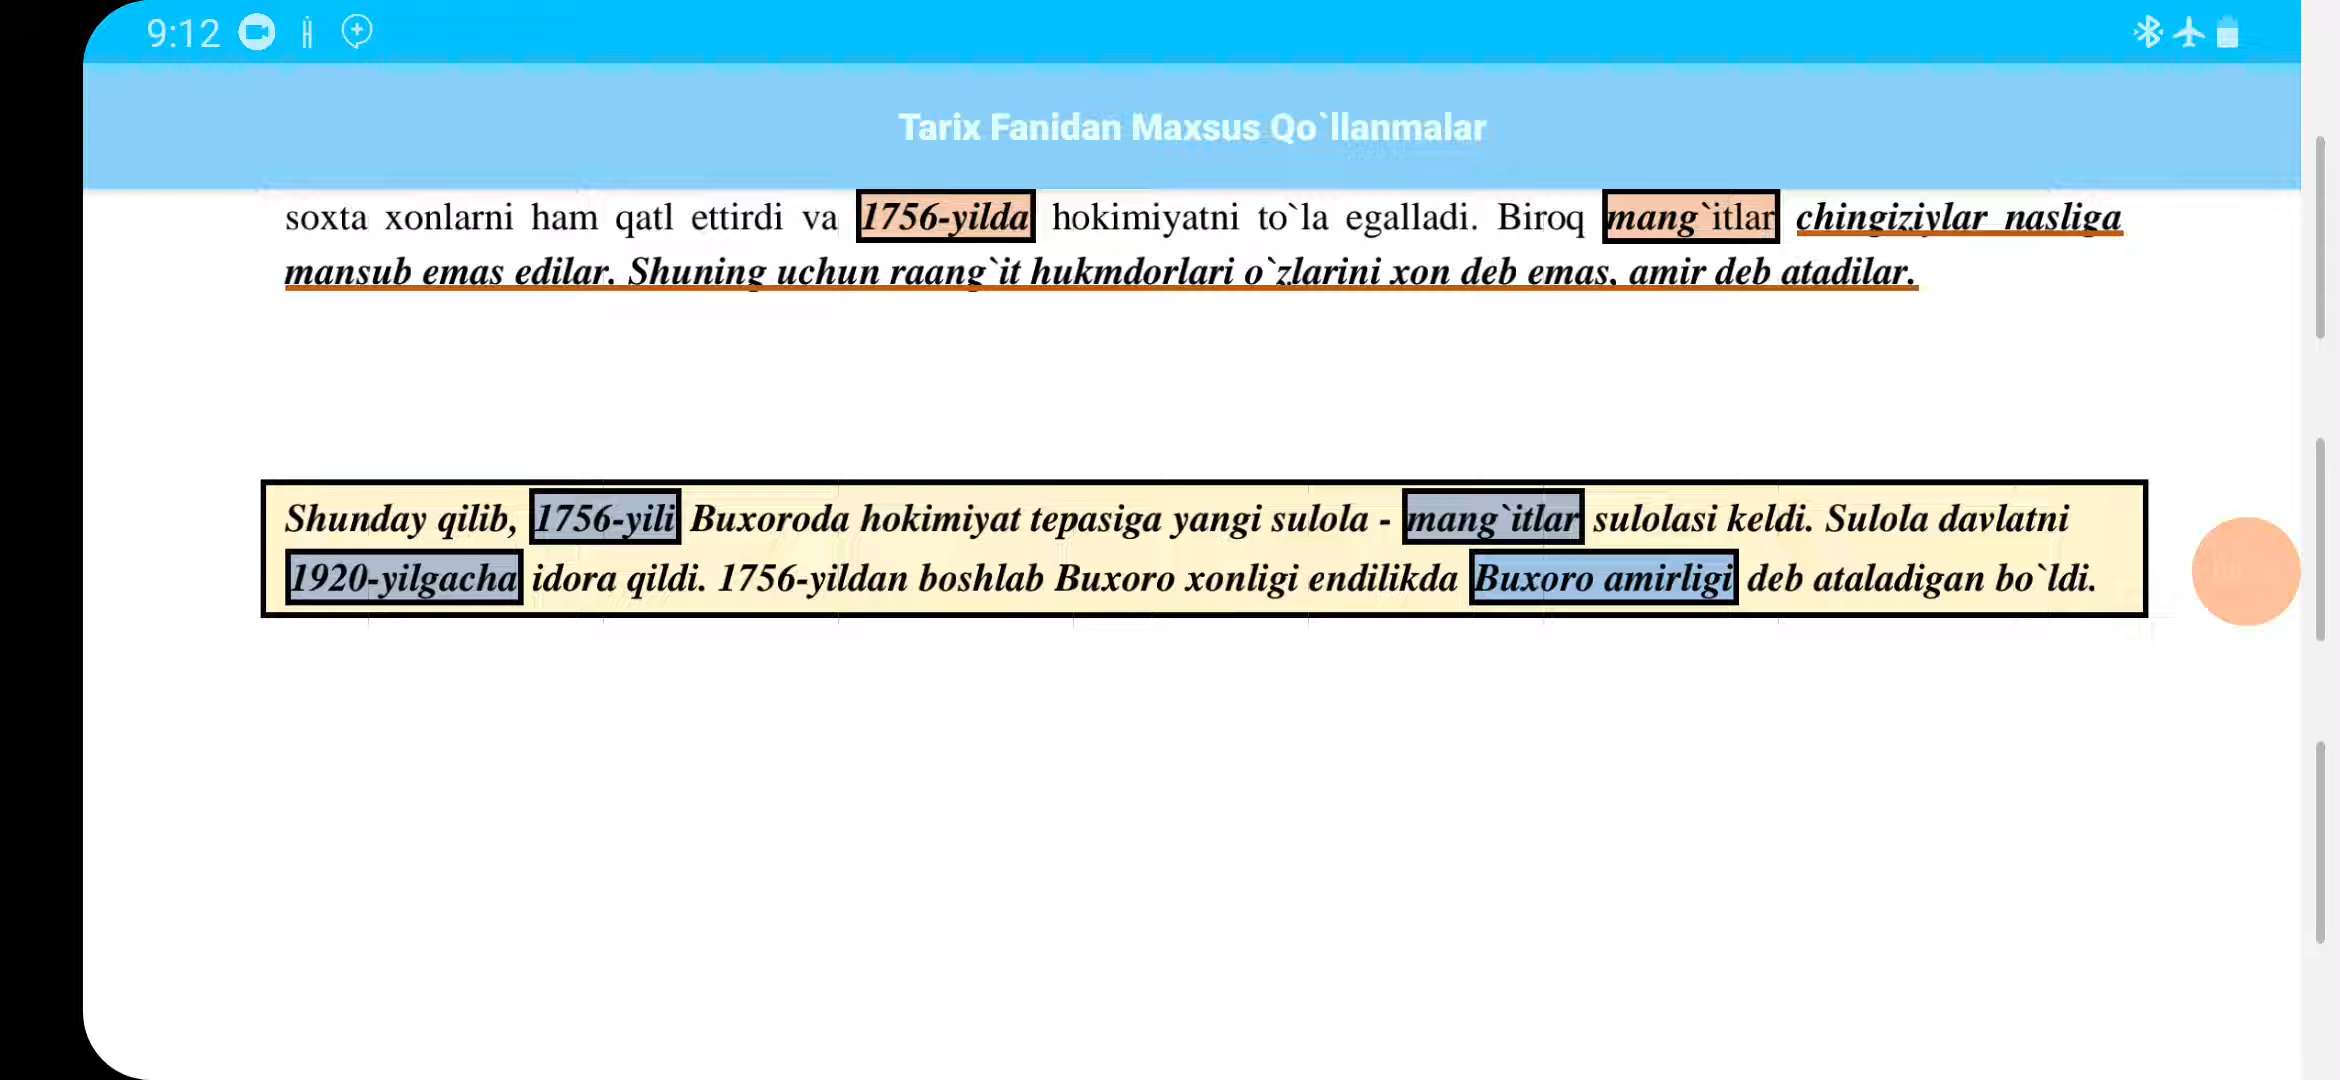 9:12
Tarix Fanidan Maxsus Qo`llanmalar
soxta xonlarni ham qatl ettirdi va 1756-yilda hokimiyatni to`la egalladi. Biroq mang`itlar chingiziylar nasliga
mansub emas edilar. Shuning uchun raang`it hukmdorlari o`zlarini xon deb emas, amir deb atadilar.
Shunday qilib, 1756-yili Buxoroda hokimiyat tepasiga yangi sulola - mang`itlar sulolasi keldi. Sulola davlatni
1920-yilgacha idora qildi. 1756-yildan boshlab Buxoro xonligi endilikda Buxoro amirligi deb ataladigan bo`ldi.